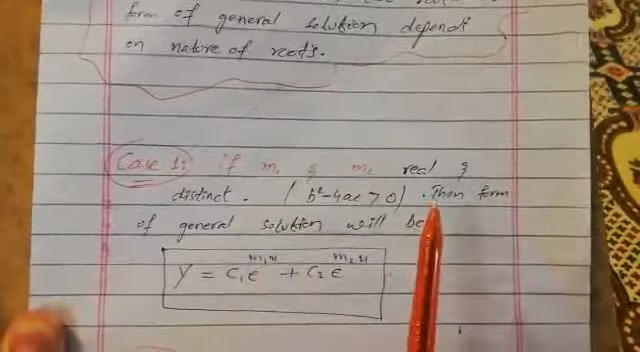 form of general solution depends
on nature of roots.
Case 1: if m₁ & m₂ real &
distinct. (b²-4ac > 0). Then form
of general solution will be
y = c₁e^m₁x + c₂e^m₂x